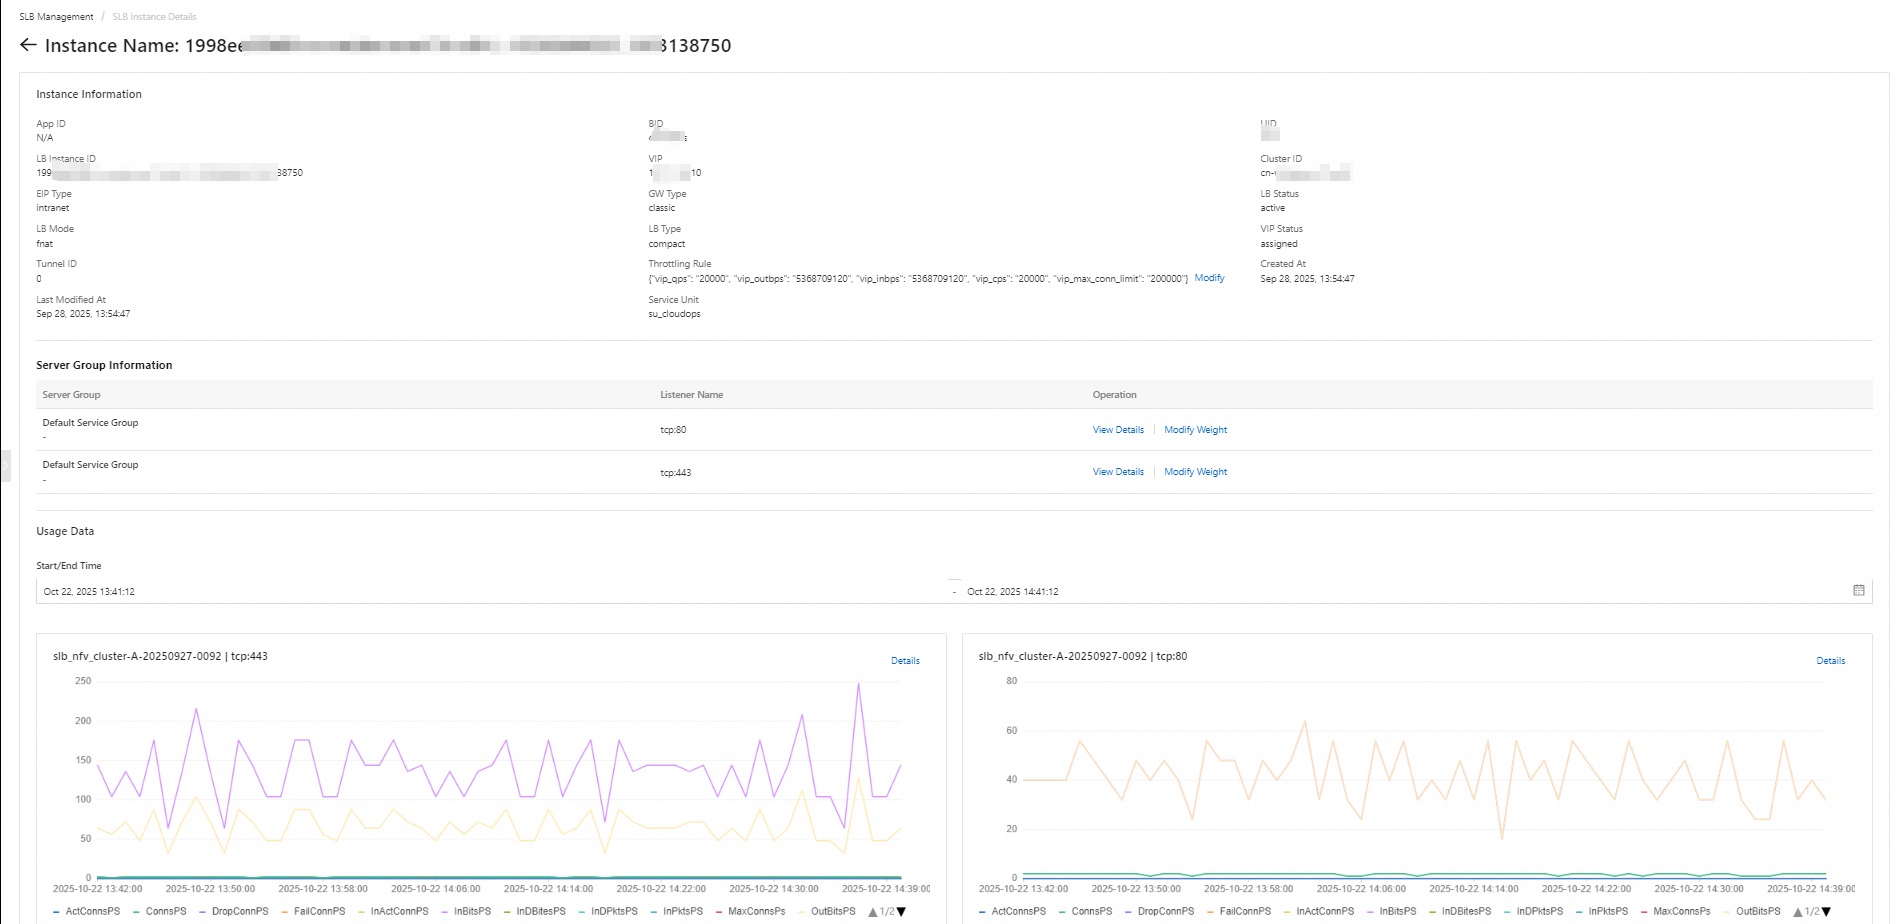 SLB Management / SLB Instance Details
Instance Name: 1998ee 3138750
Instance Information
App ID BID UID
N/A
LB Instance ID VIP Cluster ID
199 38750 1 10 cn-
EIP Type GW Type LB Status
intranet classic active
LB Mode LB Type VIP Status
fnat compact assigned
Tunnel ID Throttling Rule Created At
0 {"vip_qps": "20000", "vip_outbps": "5368709120", "vip_inbps": "5368709120", "vip_cps": "20000", "vip_max_conn_limit": "200000"} Modify Sep 28, 2025, 13:54:47
Last Modified At Service Unit
Sep 28, 2025, 13:54:47 su_cloudops
Server Group Information
Server Group Listener Name Operation
Default Service Group
- tcp:80 View Details Modify Weight
Default Service Group
- tcp:443 View Details Modify Weight
Usage Data
Start/End Time
Oct 22, 2025 13:41:12 - Oct 22, 2025 14:41:12
slb_nfv_cluster-A-20250927-0092 | tcp:443
Details
250
200
150
100
50
0
2025-10-22 13:42:00 2025-10-22 13:50:00 2025-10-22 13:58:00 2025-10-22 14:06:00 2025-10-22 14:14:00 2025-10-22 14:22:00 2025-10-22 14:30:00 2025-10-22 14:39:00
ActConnsPS ConnsPS DropConnPS FailConnPS InActConnPS InBitsPS InDBitesPS InDPktsPS InPktsPS MaxConnsPs OutBitsPS 1/2
slb_nfv_cluster-A-20250927-0092 | tcp:80
Details
80
60
40
20
0
2025-10-22 13:42:00 2025-10-22 13:50:00 2025-10-22 13:58:00 2025-10-22 14:06:00 2025-10-22 14:14:00 2025-10-22 14:22:00 2025-10-22 14:30:00 2025-10-22 14:39:00
ActConnsPS ConnsPS DropConnPS FailConnPS InActConnPS InBitsPS InDBitesPS InDPktsPS InPktsPS MaxConnsPs OutBitsPS 1/2